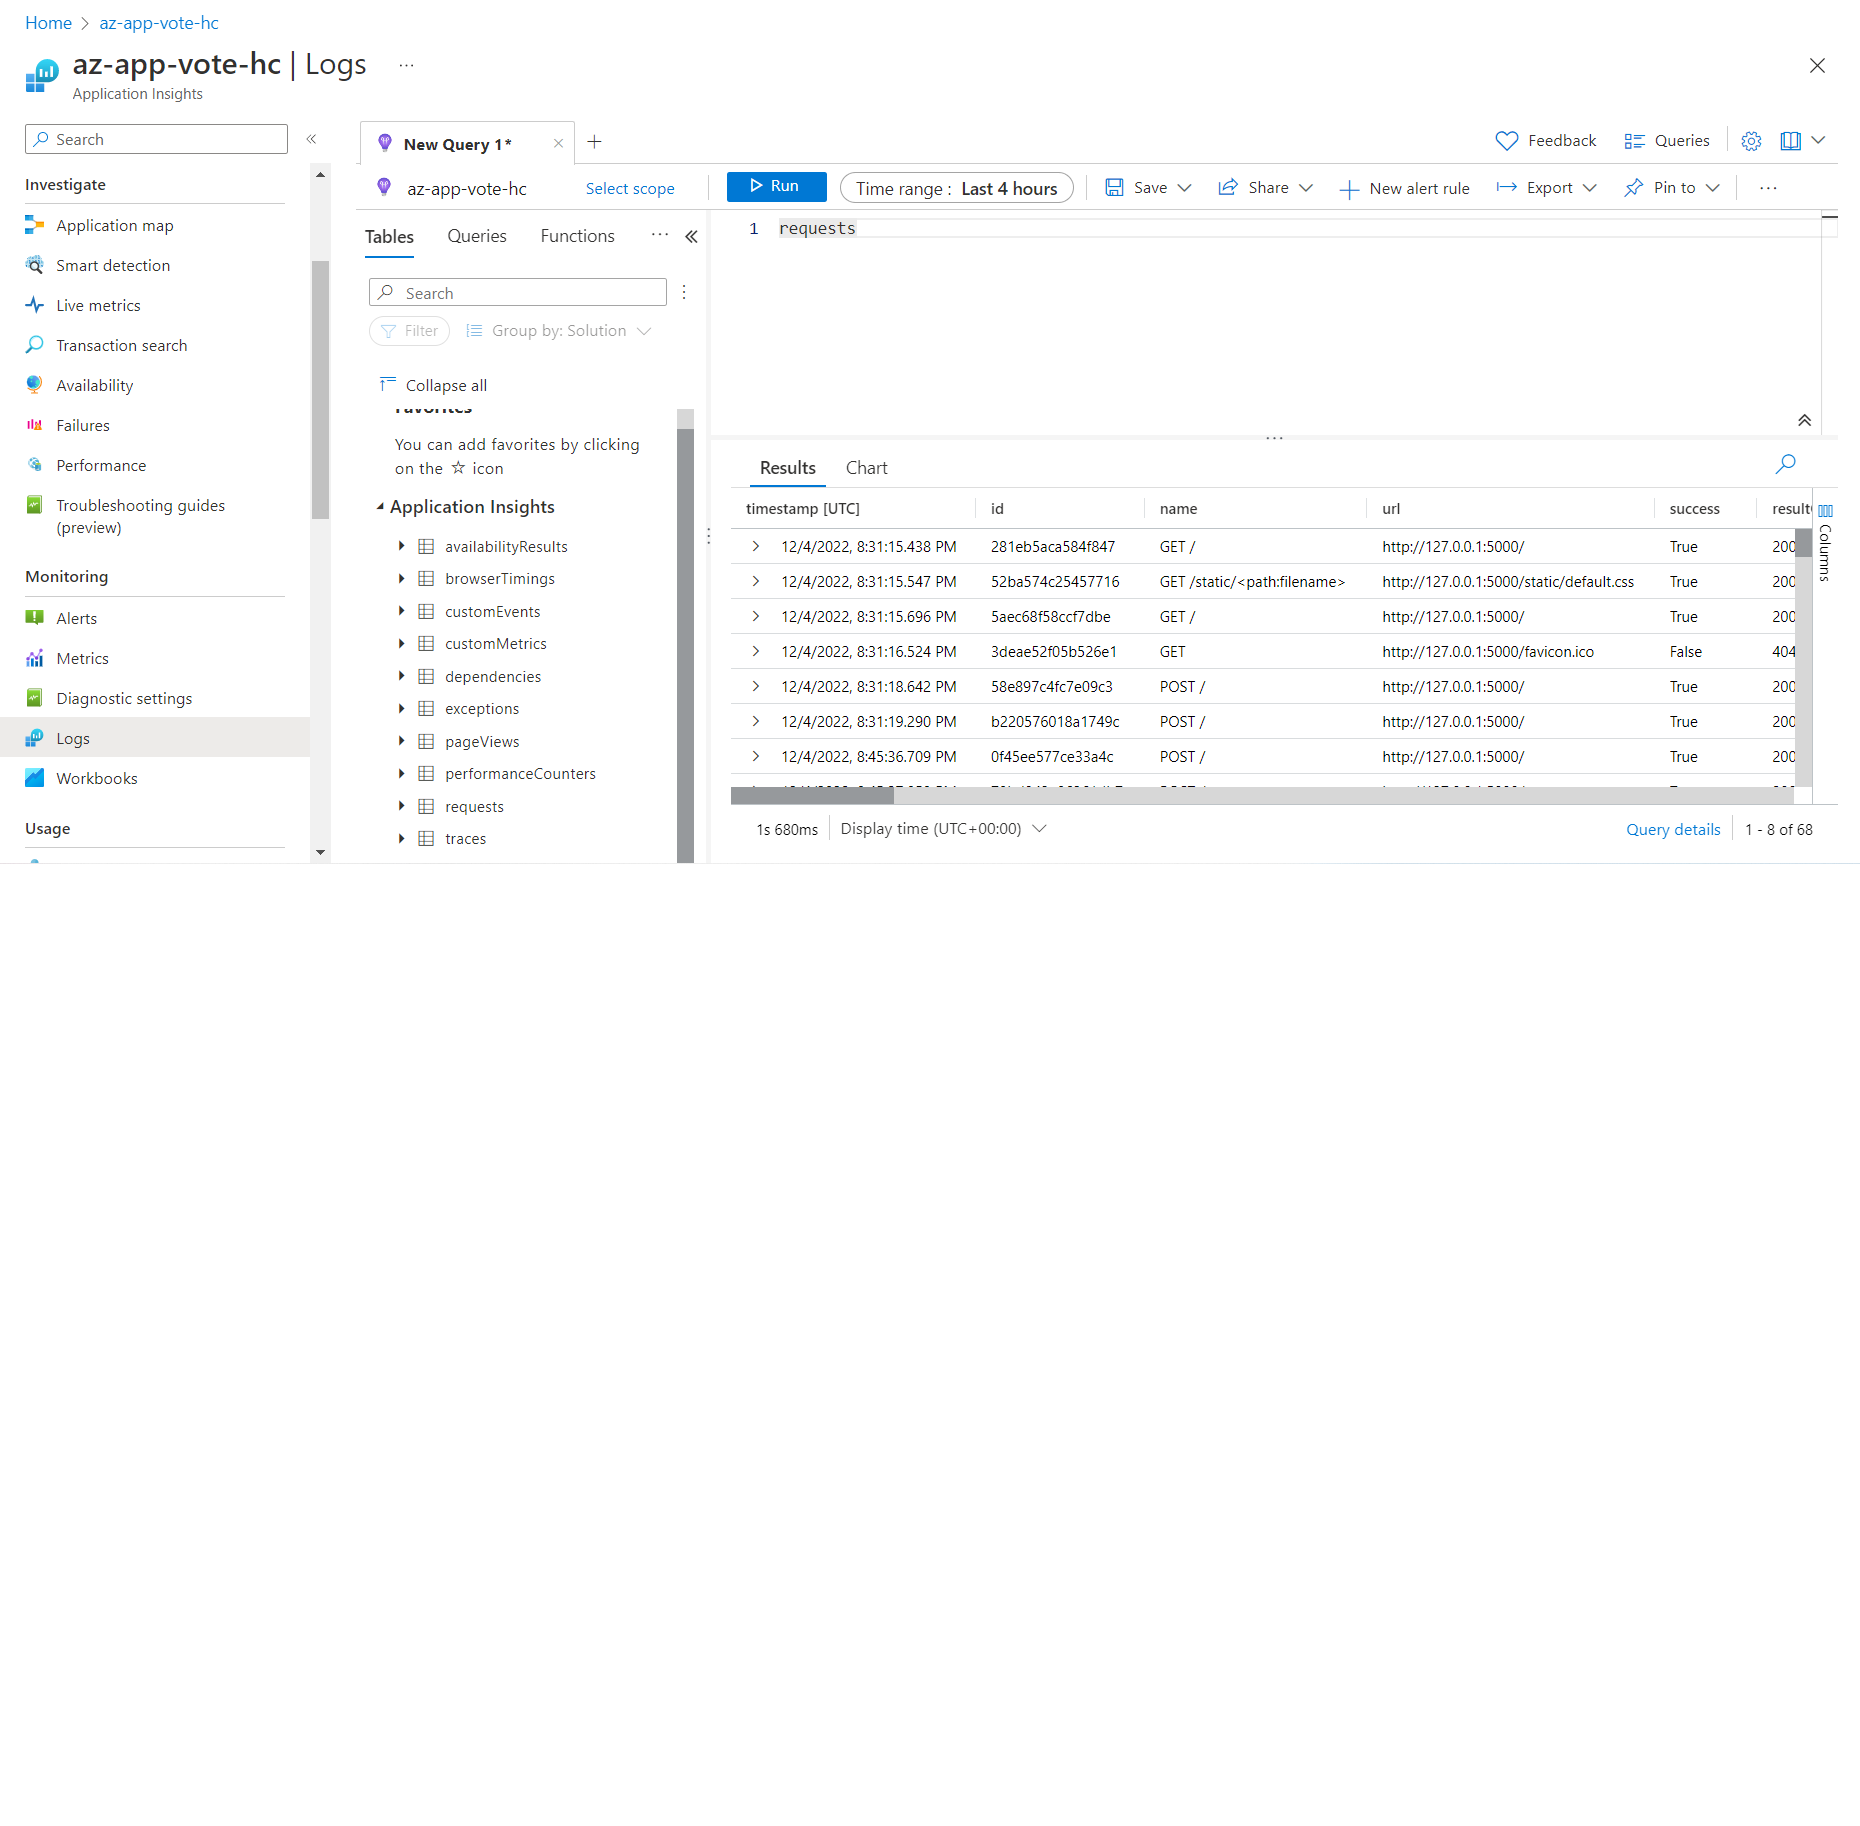 Home > az-app-vote-hc
az-app-vote-hc | Logs ...
Application Insights
Search
Investigate
Application map
Smart detection
Live metrics
Transaction search
Availability
Failures
Performance
Troubleshooting guides
(preview)
Monitoring
Alerts
Metrics
Diagnostic settings
Logs
Workbooks
Usage
New Query 1*
Feedback
Queries
az-app-vote-hc Select scope
Run
Time range : Last 4 hours
Save
Share
New alert rule
Export
Pin to
...
Tables Queries Functions ...
Search
Filter
Group by: Solution
Collapse all
Favorites
You can add favorites by clicking
on the ☆ icon
Application Insights
availabilityResults
browserTimings
customEvents
customMetrics
dependencies
exceptions
pageViews
performanceCounters
requests
traces
1 requests
Results Chart
timestamp [UTC] id name url success
12/4/2022, 8:31:15.438 PM 281eb5aca584f847 GET / http://127.0.0.1:5000/ True 200
12/4/2022, 8:31:15.547 PM 52ba574c25457716 GET /static/<path:filename> http://127.0.0.1:5000/static/default.css True 200
12/4/2022, 8:31:15.696 PM 5aec68f58ccf7dbe GET / http://127.0.0.1:5000/ True 200
12/4/2022, 8:31:16.524 PM 3deae52f05b526e1 GET http://127.0.0.1:5000/favicon.ico False 404
12/4/2022, 8:31:18.642 PM 58e897c4fc7e09c3 POST / http://127.0.0.1:5000/ True 200
12/4/2022, 8:31:19.290 PM b220576018a1749c POST / http://127.0.0.1:5000/ True 200
12/4/2022, 8:45:36.709 PM 0f45ee577ce33a4c POST / http://127.0.0.1:5000/ True 200
Columns
1s 680ms Display time (UTC+00:00)
Query details 1 - 8 of 68